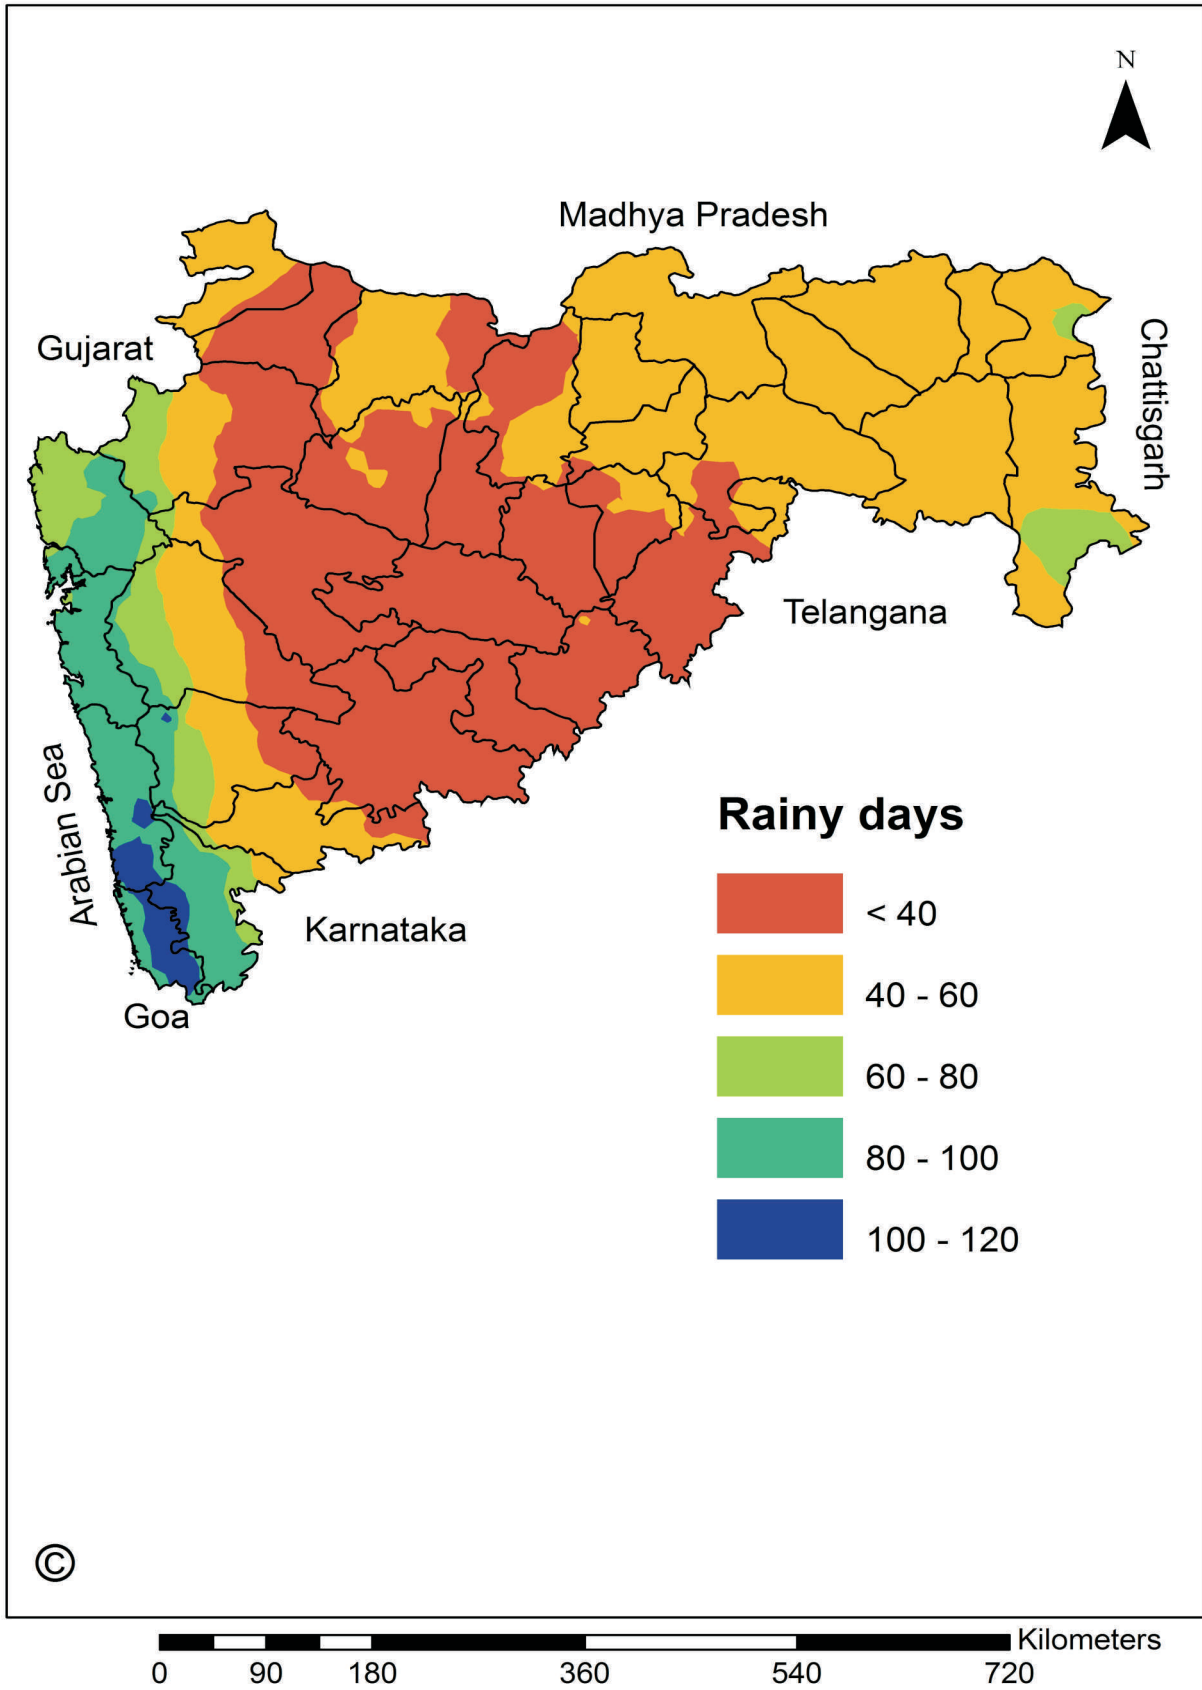 N
Madhya Pradesh
Gujarat
Chattisgarh
Telangana
Arabian Sea
Karnataka
Goa
Rainy days
< 40
40 - 60
60 - 80
80 - 100
100 - 120
©
Kilometers
0 90 180 360 540 720